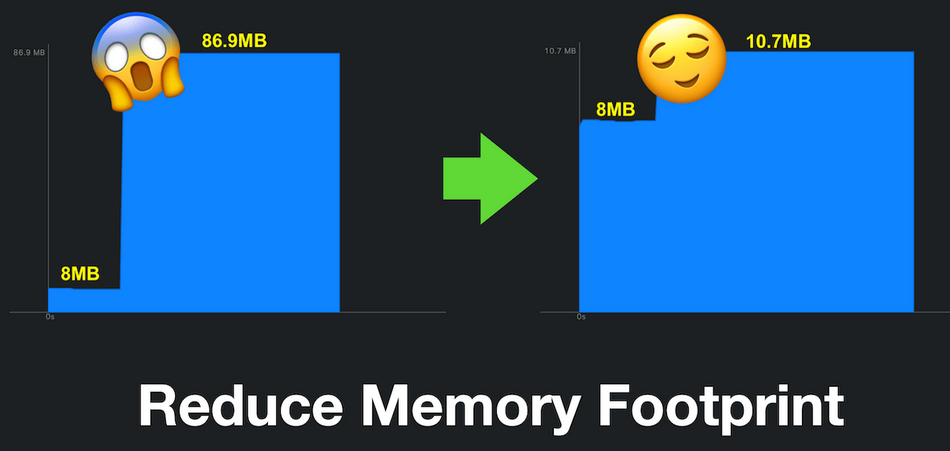 86.9 MB
86.9MB
8MB
0s
10.7 MB
10.7MB
8MB
0s
Reduce Memory Footprint